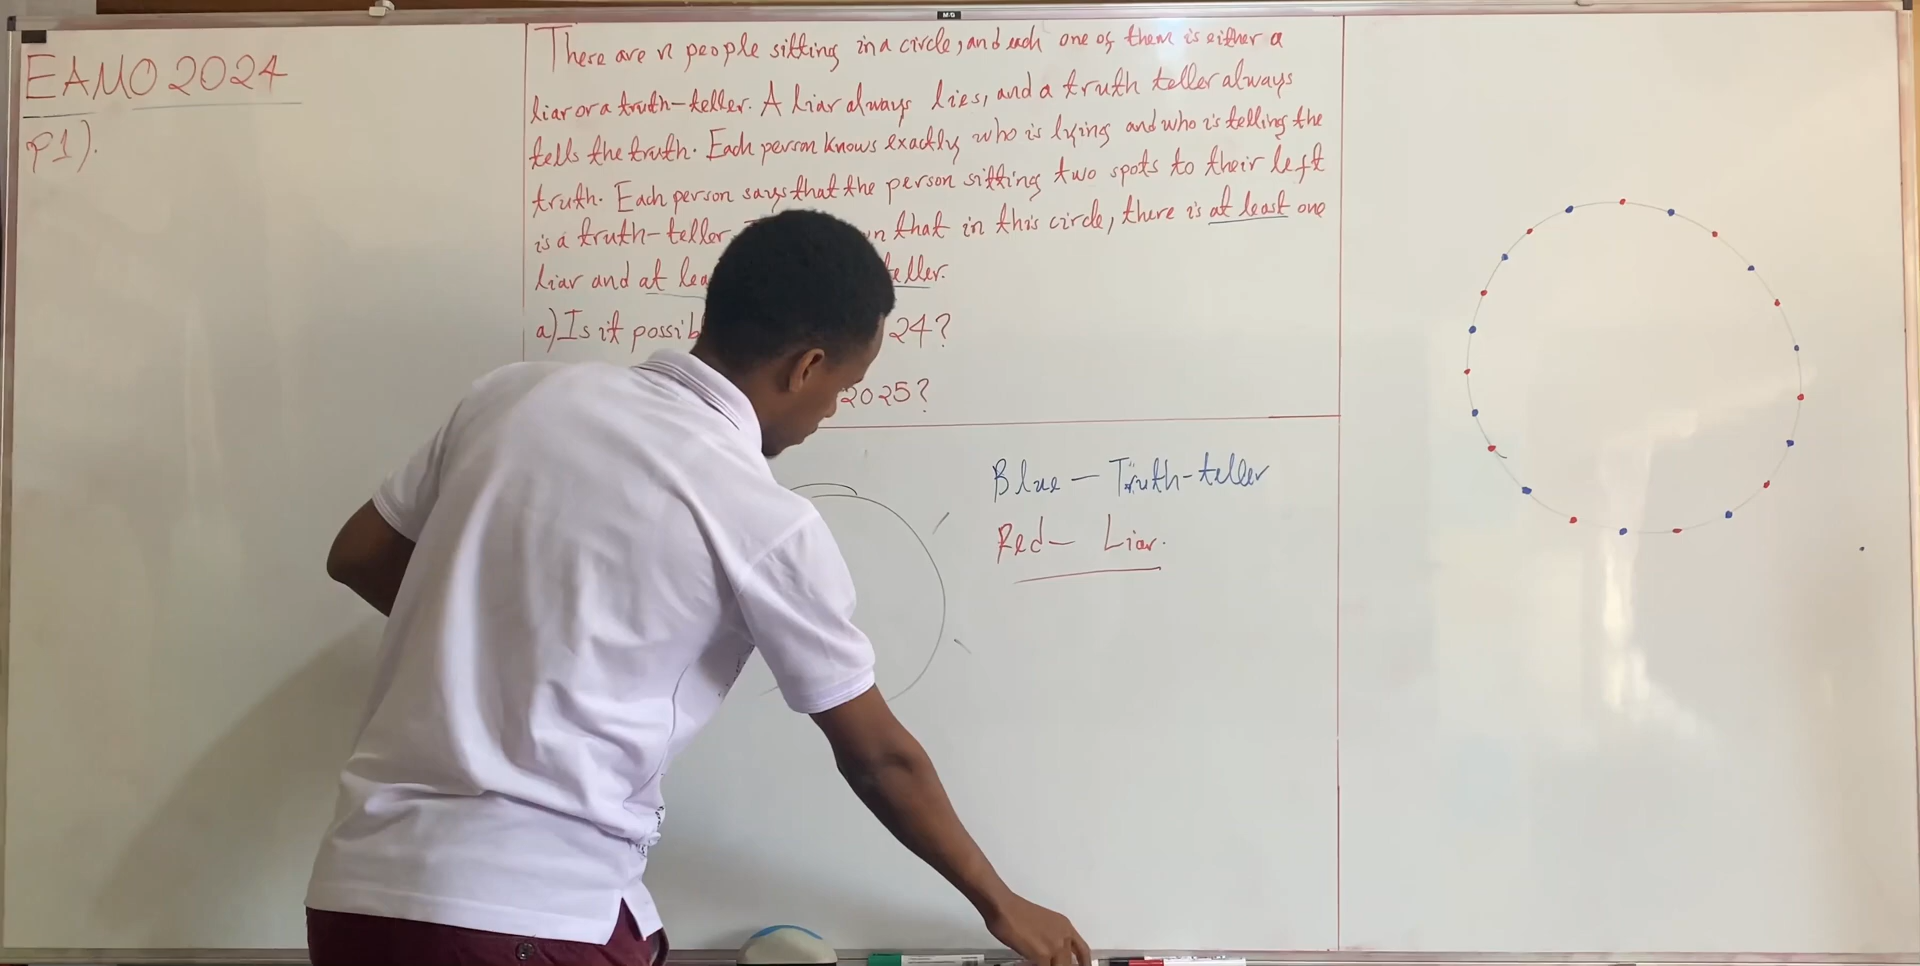 EAMO 2024
P1).
There are n people sitting in a circle, and each one of them is either a
liar or a truth-teller. A liar always lies, and a truth teller always
tells the truth. Each person knows exactly who is lying and who is telling the
truth. Each person says that the person sitting two spots to their left
is a truth-teller. that in this circle, there is at least one
liar and at teller.
a) Is it 24?
2025?
Blue - Truth-teller
Red - Liar.
M&G